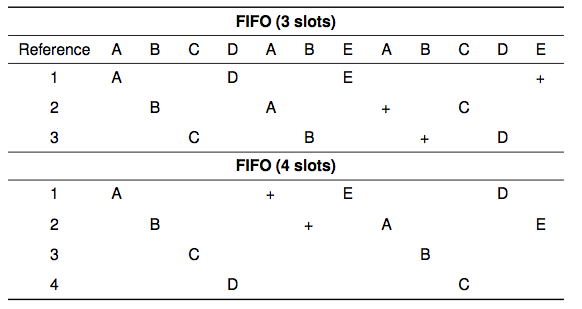 FIFO (3 slots)
Reference A B C D A B E A B C D E
1 A D E +
2 B A + C
3 C B + D
FIFO (4 slots)
1 A + E D
2 B + A E
3 C B
4 D C